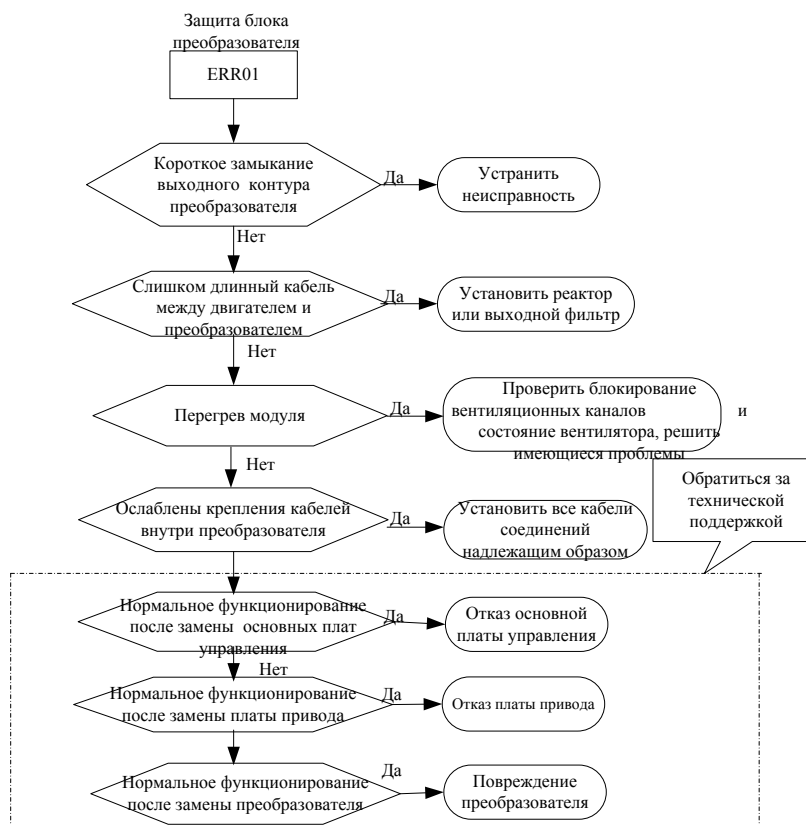 Защита блока
преобразователя
ERR01
Короткое замыкание
выходного контура
преобразователя
Да
Устранить
неисправность
Нет
Слишком длинный кабель
между двигателем и
преобразователем
Да
Установить реактор
или выходной фильтр
Нет
Перегрев модуля
Да
Проверить блокирование
вентиляционных каналов и
состояние вентилятора, решить
имеющиеся проблемы
Нет
Обратиться за
технической
поддержкой
Ослаблены крепления кабелей
внутри преобразователя
Да
Установить все кабели
соединений
надлежащим образом
Нормальное функционирование
после замены основных плат
управления
Да
Отказ основной
платы управления
Нет
Нормальное функционирование
после замены платы привода
Да
Отказ платы привода
Нормальное функционирование
после замены преобразователя
Да
Повреждение
преобразователя